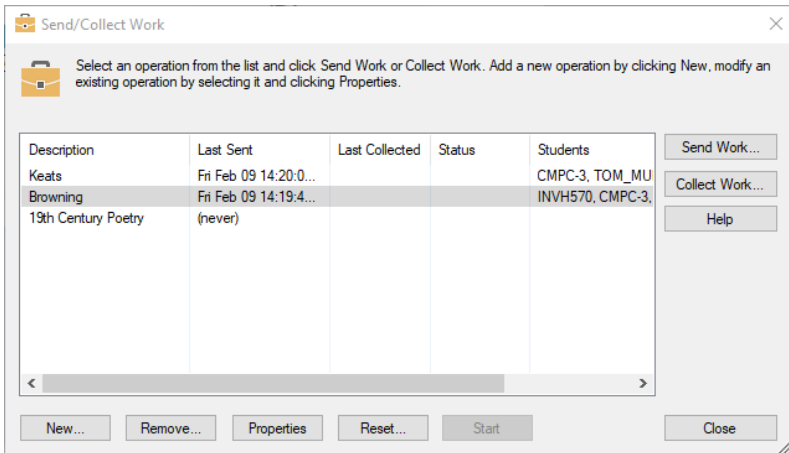 Send/Collect Work
Select an operation from the list and click Send Work or Collect Work. Add a new operation by clicking New, modify an
existing operation by selecting it and clicking Properties.
Description Last Sent Last Collected Status Students Send Work...
Keats Fri Feb 09 14:20:0... CMPC-3, TOM_MU
Browning Fri Feb 09 14:19:4... INVH570, CMPC-3, Collect Work...
19th Century Poetry (never) Help
New... Remove... Properties Reset... Start Close